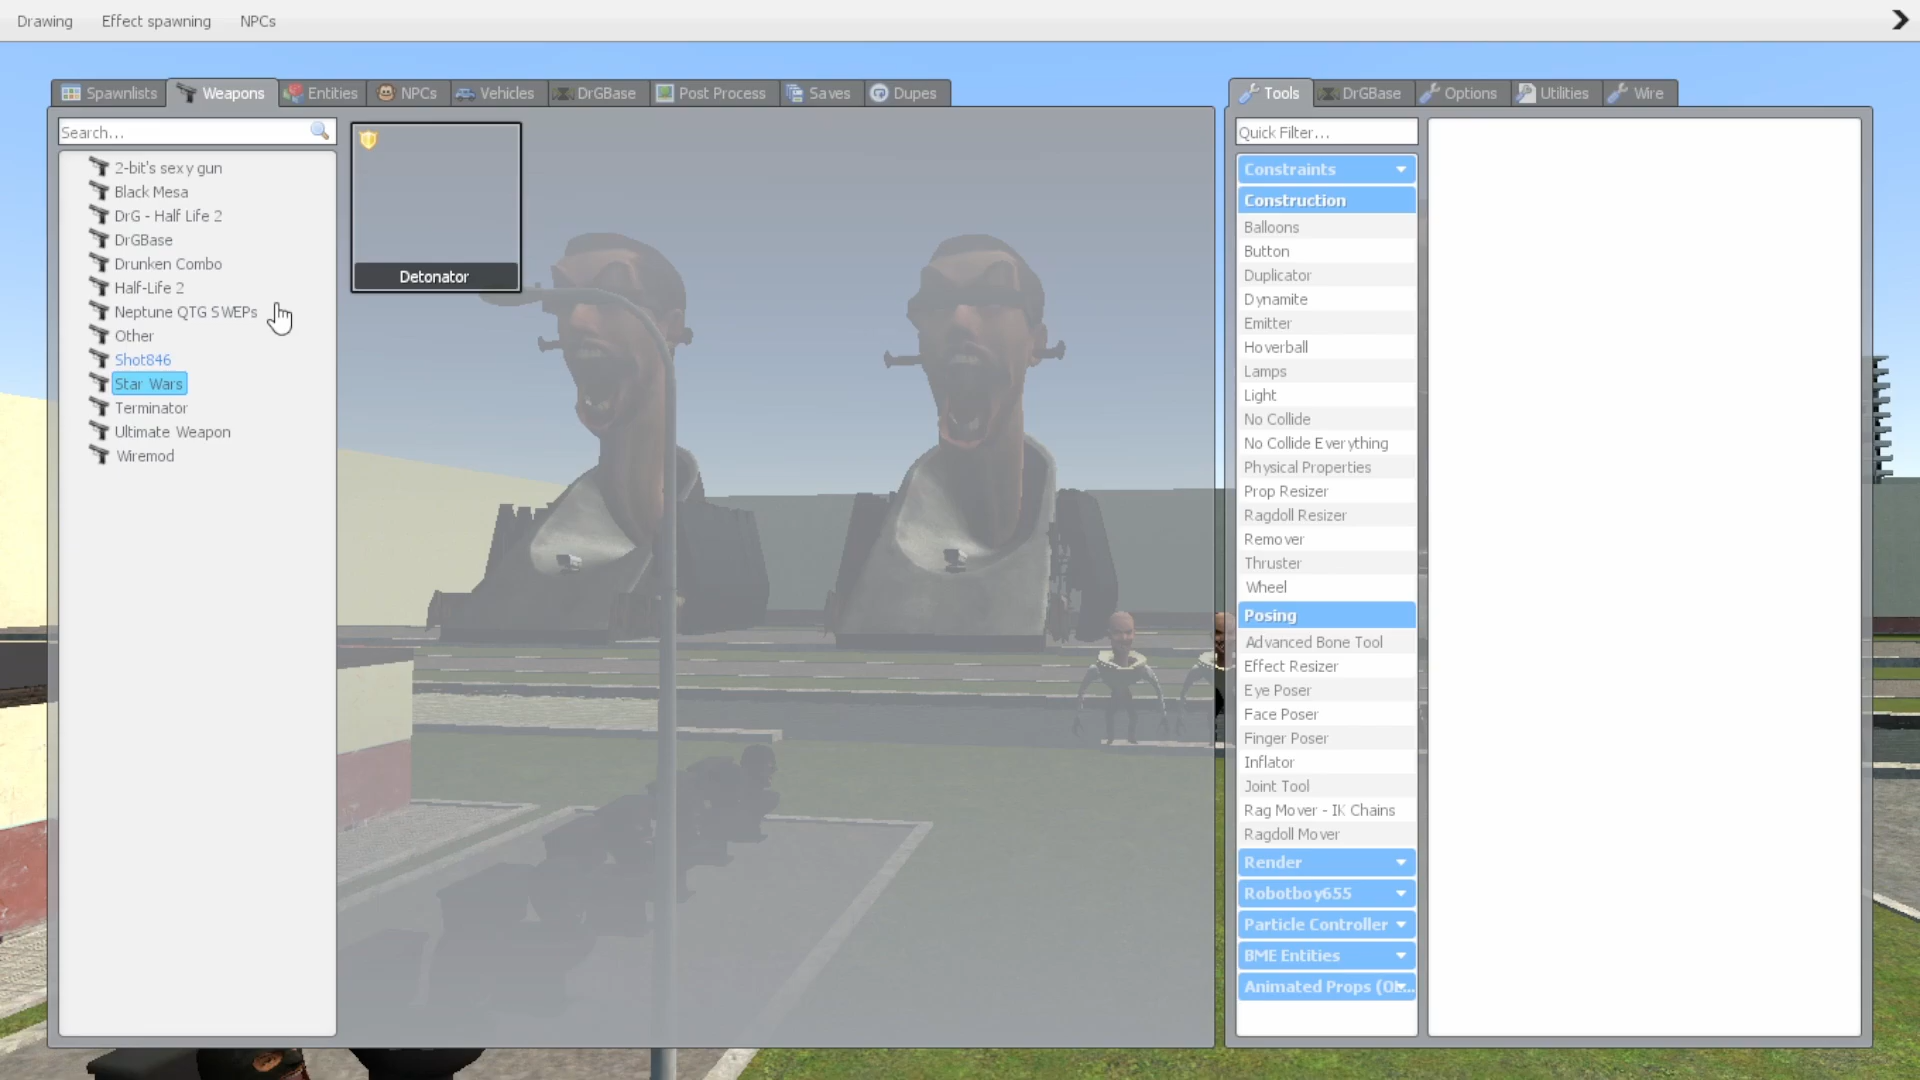 Drawing
Effect spawning
NPCs
Spawnlists
Weapons
Entities
NPCs
Vehicles
DrGBase
Post Process
Saves
Dupes
Search...
2-bit's sexy gun
Black Mesa
DrG - Half Life 2
DrGBase
Drunken Combo
Half-Life 2
Neptune QTG SWEPs
Other
Shot846
Star Wars
Terminator
Ultimate Weapon
Wiremod
Detonator
Tools
DrGBase
Options
Utilities
Wire
Quick Filter...
Constraints
Construction
Balloons
Button
Duplicator
Dynamite
Emitter
Hoverball
Lamps
Light
No Collide
No Collide Everything
Physical Properties
Prop Resizer
Ragdoll Resizer
Remover
Thruster
Wheel
Posing
Advanced Bone Tool
Effect Resizer
Eye Poser
Face Poser
Finger Poser
Inflator
Joint Tool
Rag Mover - IK Chains
Ragdoll Mover
Render
Robotboy655
Particle Controller
BME Entities
Animated Props